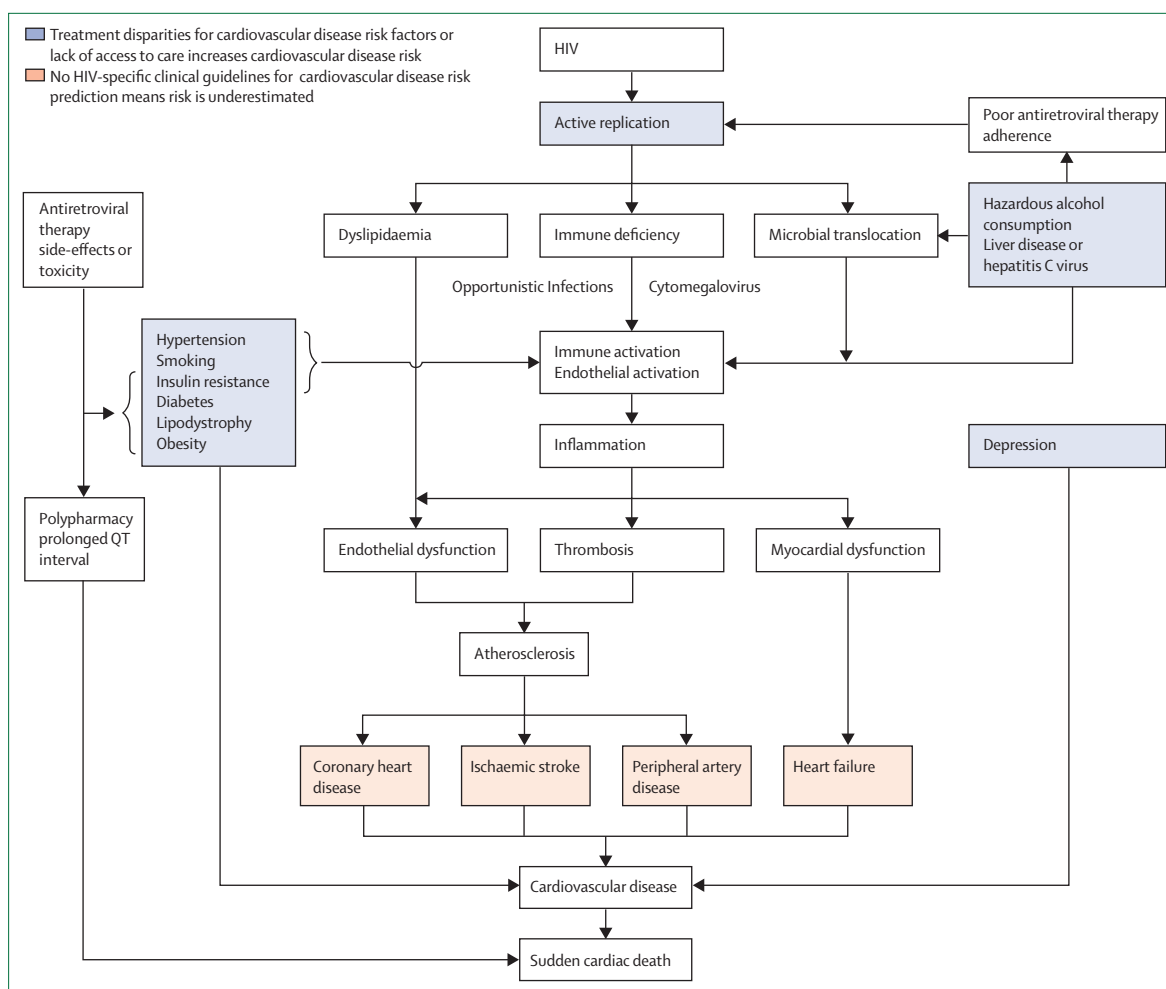 Treatment disparities for cardiovascular disease risk factors or
lack of access to care increases cardiovascular disease risk
No HIV-specific clinical guidelines for cardiovascular disease risk
prediction means risk is underestimated
HIV
Active replication
Poor antiretroviral therapy
adherence
Antiretroviral
therapy
side-effects or
toxicity
Dyslipidaemia
Immune deficiency
Microbial translocation
Hazardous alcohol
consumption
Liver disease or
hepatitis C virus
Opportunistic Infections
Cytomegalovirus
Hypertension
Smoking
Insulin resistance
Diabetes
Lipodystrophy
Obesity
Immune activation
Endothelial activation
Inflammation
Depression
Polypharmacy
prolonged QT
interval
Endothelial dysfunction
Thrombosis
Myocardial dysfunction
Atherosclerosis
Coronary heart
disease
Ischaemic stroke
Peripheral artery
disease
Heart failure
Cardiovascular disease
Sudden cardiac death